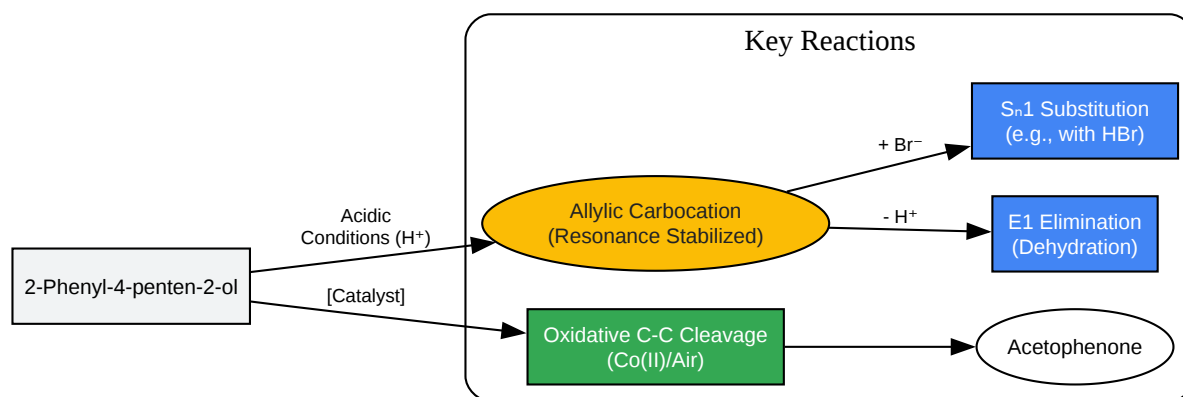 Key Reactions
Sₙ1 Substitution
(e.g., with HBr)
+ Br⁻
Allylic Carbocation
(Resonance Stabilized)
- H⁺
E1 Elimination
(Dehydration)
Acidic
Conditions (H⁺)
2-Phenyl-4-penten-2-ol
[Catalyst]
Oxidative C-C Cleavage
(Co(II)/Air)
Acetophenone